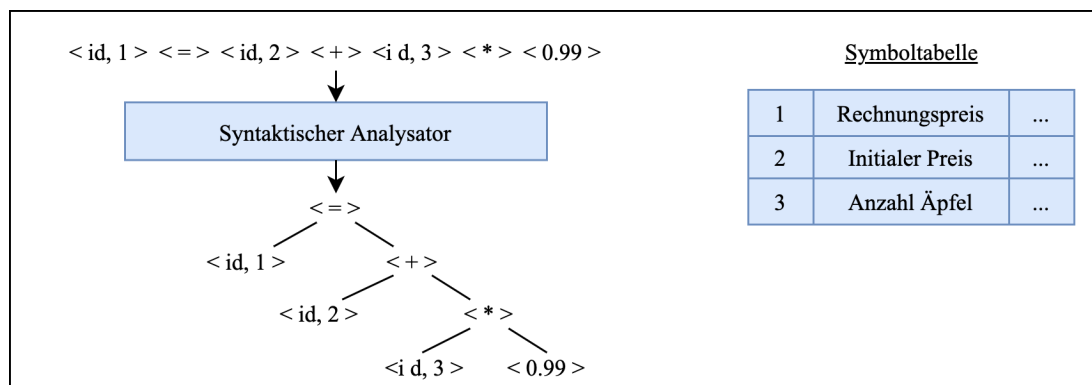 < id, 1 > < = > < id, 2 > < + > <i d, 3 > < * > < 0.99 >
Syntaktischer Analysator
< = >
< id, 1 > < + >
< id, 2 > < * >
<i d, 3 > < 0.99 >
Symboltabelle
1 Rechnungspreis ...
2 Initialer Preis ...
3 Anzahl Äpfel ...